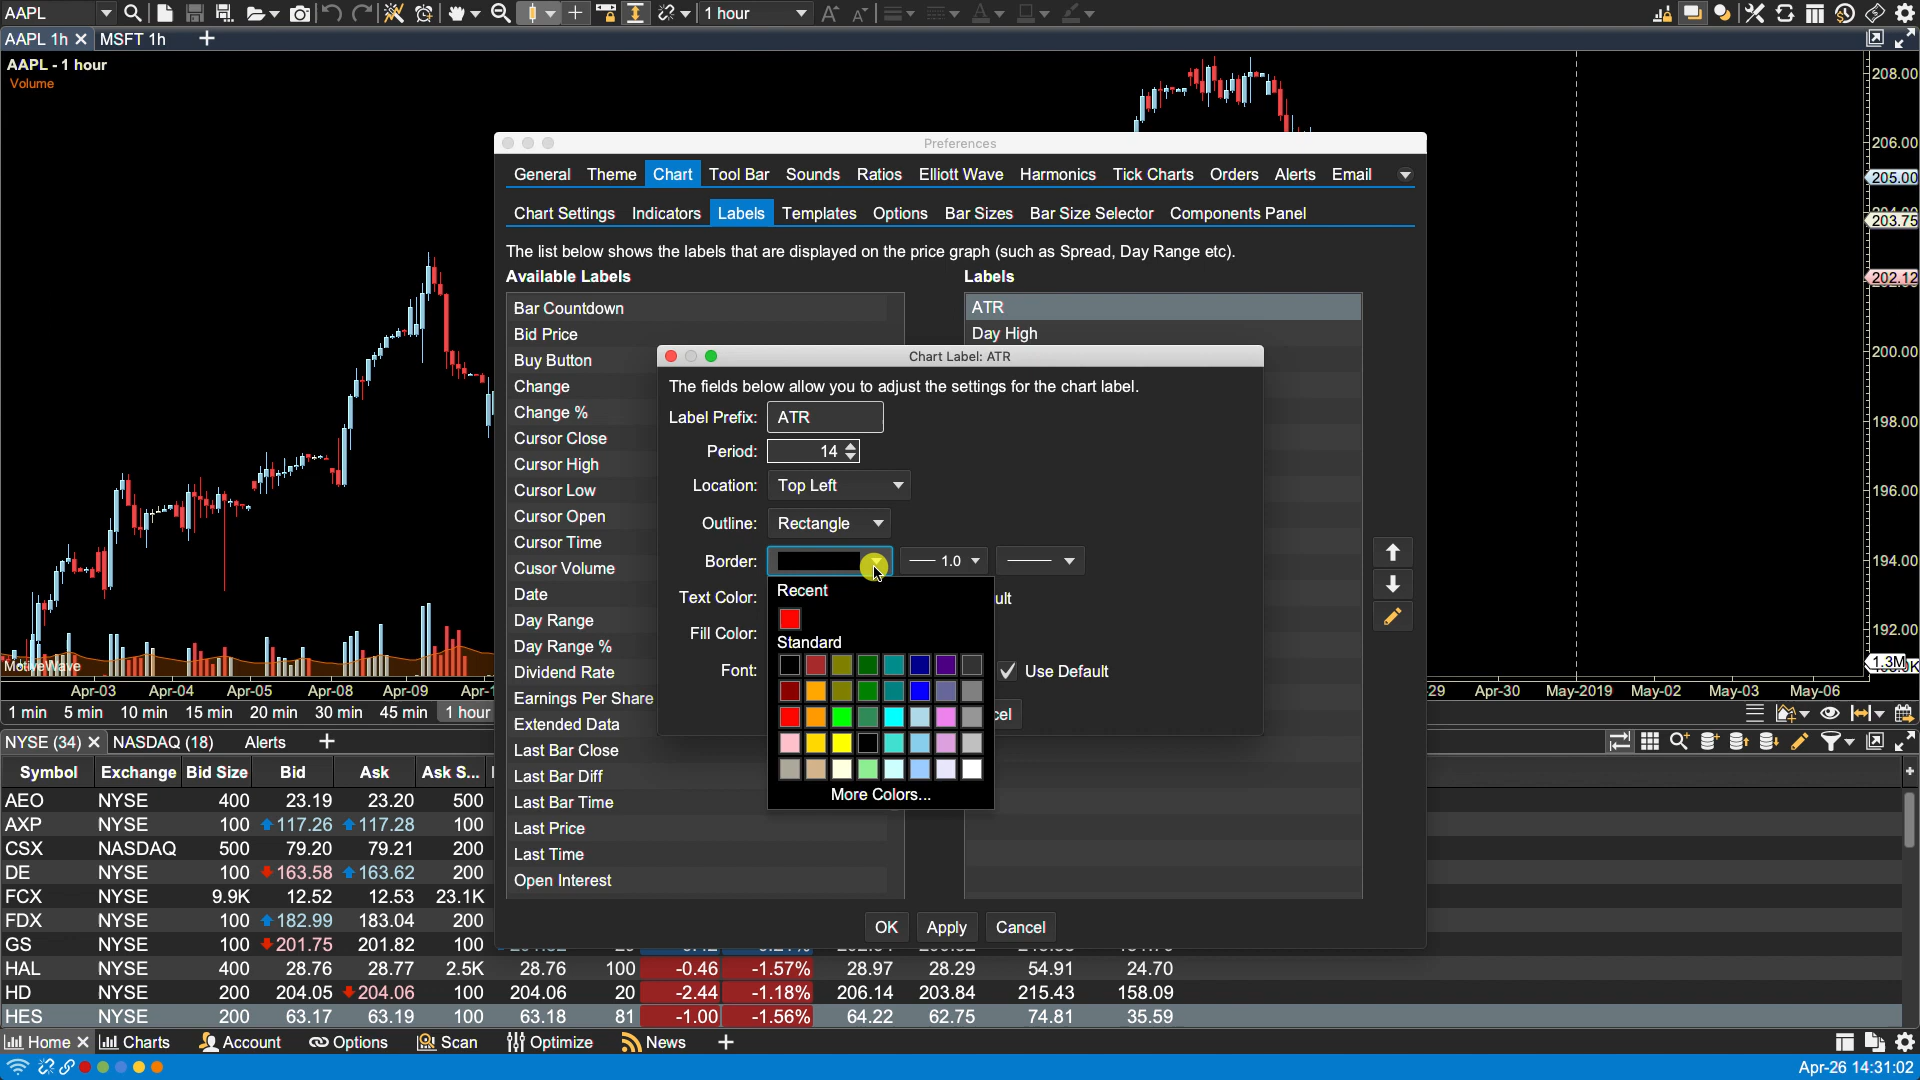 AAPL
1 hour
AAPL 1h
MSFT 1h
AAPL - 1 hour
Volume
208.00
206.00
205.00
203.75
202.12
200.00
198.00
196.00
194.00
192.00
1.3M
MotiveWave
Preferences
General Theme Chart Tool Bar Sounds Ratios Elliott Wave Harmonics Tick Charts Orders Alerts Email
Chart Settings Indicators Labels Templates Options Bar Sizes Bar Size Selector Components Panel
The list below shows the labels that are displayed on the price graph (such as Spread, Day Range etc).
Available Labels
Bar Countdown
Bid Price
Buy Button
Change
Change %
Cursor Close
Cursor High
Cursor Low
Cursor Open
Cursor Time
Cusor Volume
Date
Day Range
Day Range %
Dividend Rate
Earnings Per Share
Extended Data
Last Bar Close
Last Bar Diff
Last Bar Time
Last Price
Last Time
Open Interest
Labels
ATR
Day High
Chart Label: ATR
The fields below allow you to adjust the settings for the chart label.
Label Prefix: ATR
Period: 14
Location: Top Left
Outline: Rectangle
Border: 1.0
Text Color: ult
Fill Color:
Font: Use Default
cel
Recent
Standard
More Colors...
OK Apply Cancel
Apr-03 Apr-04 Apr-05 Apr-08 Apr-09 Apr-1
29 Apr-30 May-2019 May-02 May-03 May-06
1 min 5 min 10 min 15 min 20 min 30 min 45 min 1 hour
NYSE (34) NASDAQ (18) Alerts
Symbol Exchange Bid Size Bid Ask Ask S...
AEO NYSE 400 23.19 23.20 500
AXP NYSE 100 117.26 117.28 100
CSX NASDAQ 500 79.20 79.21 200
DE NYSE 100 163.58 163.62 200
FCX NYSE 9.9K 12.52 12.53 23.1K
FDX NYSE 100 182.99 183.04 200
GS NYSE 100 201.75 201.82 100
HAL NYSE 400 28.76 28.77 2.5K 28.76 100 -0.46 -1.57% 28.97 28.29 54.91 24.70
HD NYSE 200 204.05 204.06 100 204.06 20 -2.44 -1.18% 206.14 203.84 215.43 158.09
HES NYSE 200 63.17 63.19 100 63.18 81 -1.00 -1.56% 64.22 62.75 74.81 35.59
Home Charts Account Options Scan Optimize News
Apr-26 14:31:02